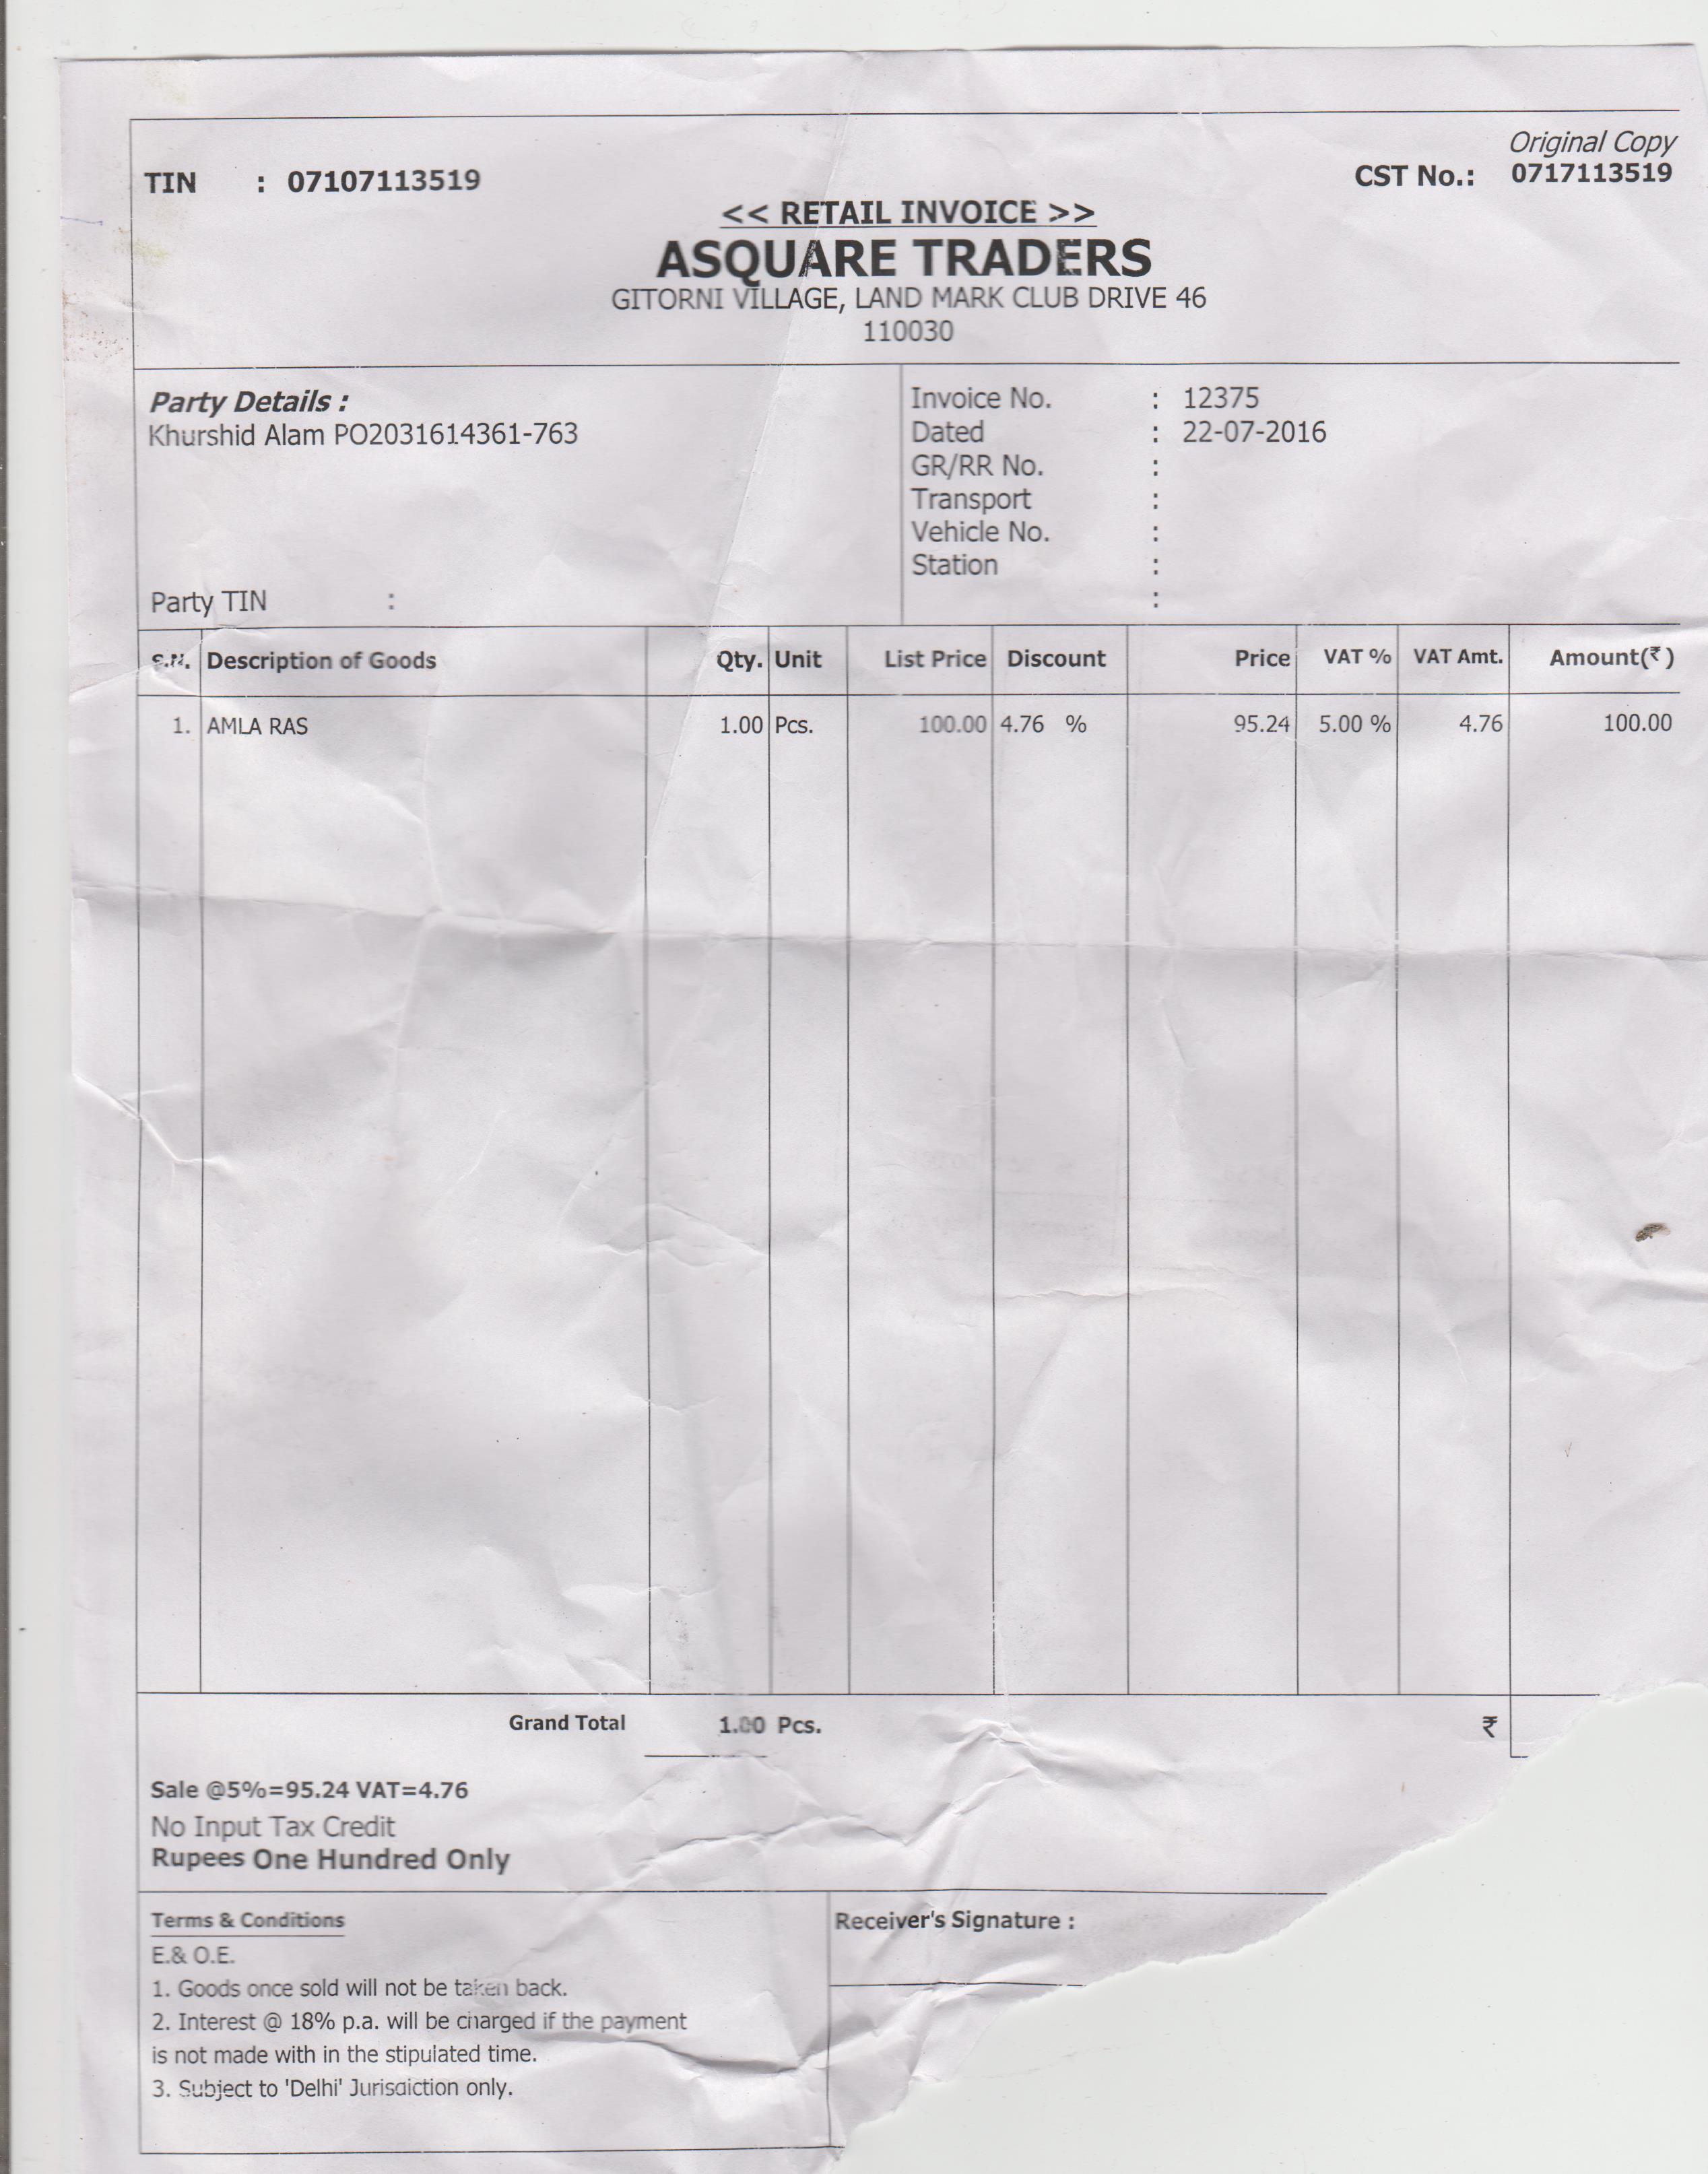 Original Copy
TIN : 07107113519 CST No.: 0717113519
<< RETAIL INVOICE >>
ASQUARE TRADERS
GITORNI VILLAGE, LAND MARK CLUB DRIVE 46
110030
Party Details :
Khurshid Alam PO2031614361-763
Party TIN :
Invoice No. : 12375
Dated : 22-07-2016
GR/RR No. :
Transport :
Vehicle No. :
Station :
:
S.N. Description of Goods Qty. Unit List Price Discount Price VAT % VAT Amt. Amount(₹)
1. AMLA RAS 1.00 Pcs. 100.00 4.76 % 95.24 5.00 % 4.76 100.00
Grand Total 1.00 Pcs. ₹
Sale @5%=95.24 VAT=4.76
No Input Tax Credit
Rupees One Hundred Only
Terms & Conditions
E.& O.E.
1. Goods once sold will not be taken back.
2. Interest @ 18% p.a. will be charged if the payment
is not made with in the stipulated time.
3. Subject to 'Delhi' Jurisdiction only.
Receiver's Signature :